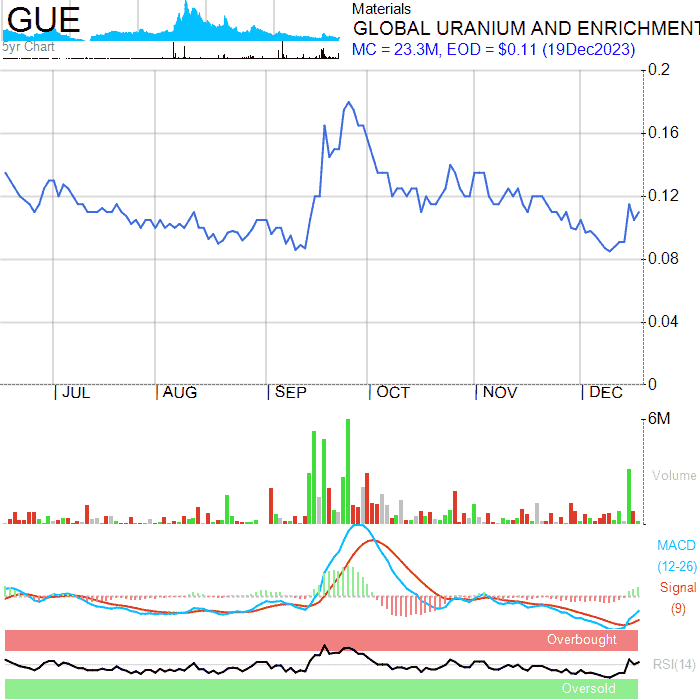 GUE
5yr Chart
Materials
GLOBAL URANIUM AND ENRICHMENT
MC = 23.3M, EOD = $0.11 (19Dec2023)
0.2
0.16
0.12
0.08
0.04
0
JUL
AUG
SEP
OCT
NOV
DEC
6M
Volume
MACD
(12-26)
Signal
(9)
Overbought
RSI(14)
Oversold